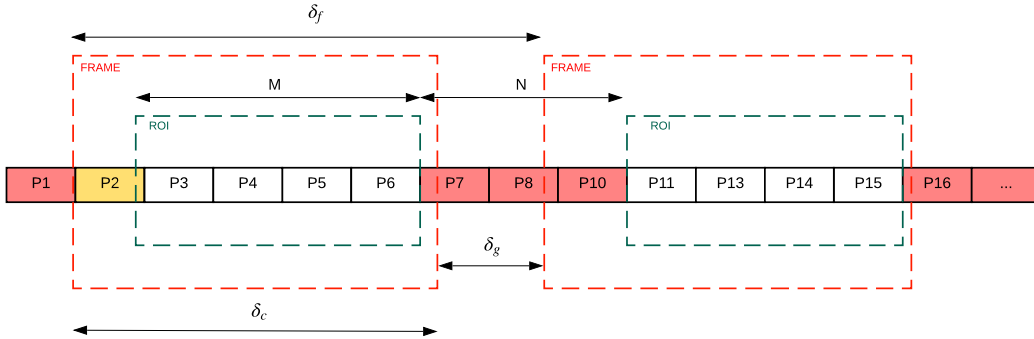 δf
FRAME
FRAME
M
N
ROI
ROI
P1 P2 P3 P4 P5 P6 P7 P8 P10 P11 P13 P14 P15 P16 ...
δg
δc